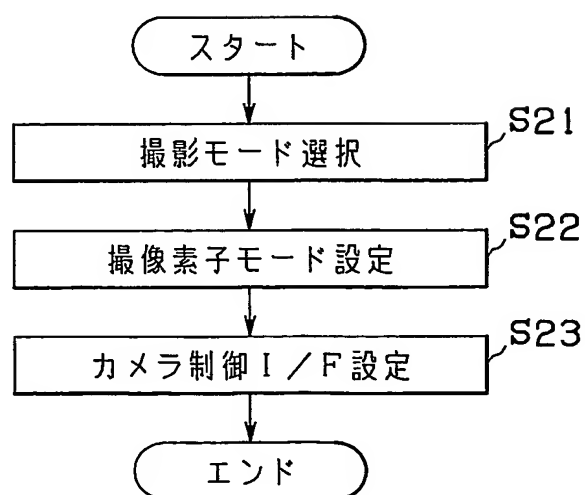 スタート
S21
撮影モード選択
S22
撮像素子モード設定
S23
カメラ制御I/F設定
エンド